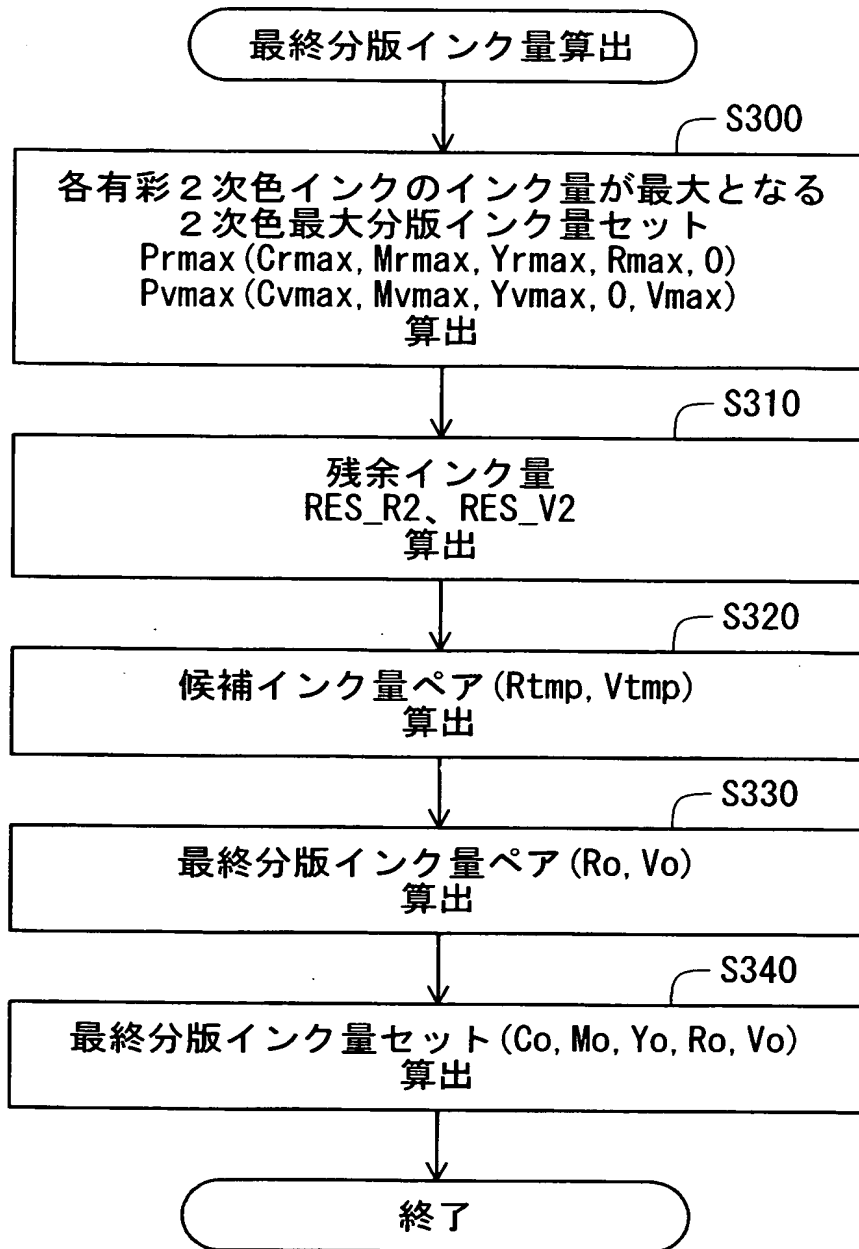 最終分版インク量算出
S300
各有彩２次色インクのインク量が最大となる
２次色最大分版インク量セット
Prmax(Crmax, Mrmax, Yrmax, Rmax, 0)
Pvmax(Cvmax, Mvmax, Yvmax, 0, Vmax)
算出
S310
残余インク量
RES_R2、RES_V2
算出
S320
候補インク量ペア(Rtmp, Vtmp)
算出
S330
最終分版インク量ペア(Ro, Vo)
算出
S340
最終分版インク量セット(Co, Mo, Yo, Ro, Vo)
算出
終了